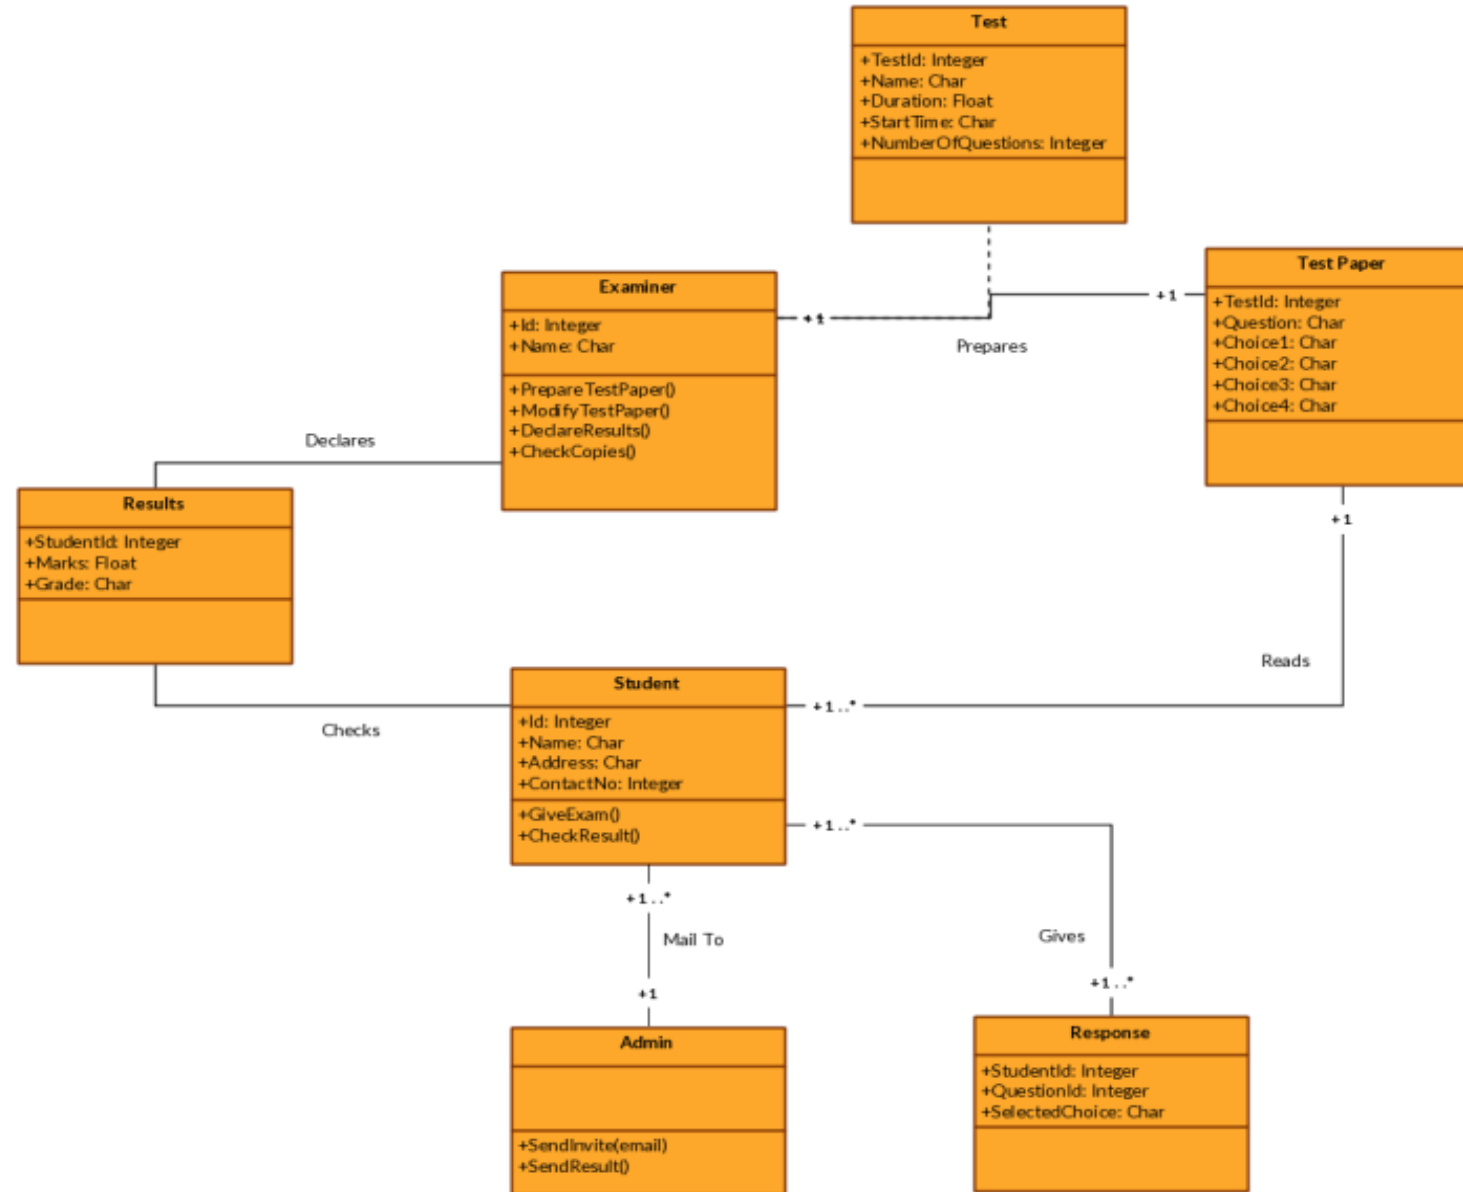 Test
+TestId: Integer
+Name: Char
+Duration: Float
+StartTime: Char
+NumberOfQuestions: Integer
Examiner
+Id: Integer
+Name: Char
+PrepareTestPaper()
+ModifyTestPaper()
+DeclareResults()
+CheckCopies()
+1
Prepares
+1
Test Paper
+TestId: Integer
+Question: Char
+Choice1: Char
+Choice2: Char
+Choice3: Char
+Choice4: Char
+1
Declares
Results
+StudentId: Integer
+Marks: Float
+Grade: Char
Checks
Student
+Id: Integer
+Name: Char
+Address: Char
+ContactNo: Integer
+GiveExam()
+CheckResult()
+1..*
Reads
+1..*
+1..*
Mail To
+1
Gives
+1..*
Admin
+SendInvite(email)
+SendResult()
Response
+StudentId: Integer
+QuestionId: Integer
+SelectedChoice: Char